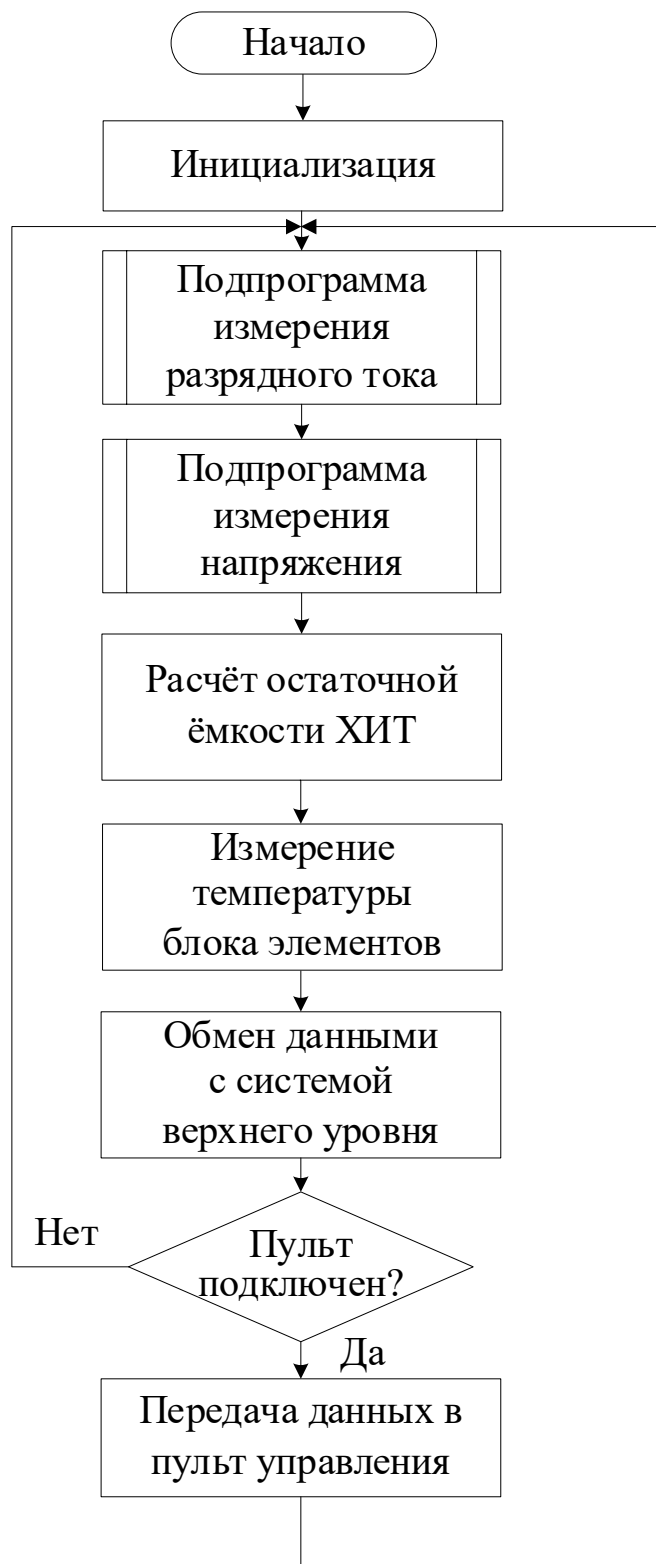 Начало
Инициализация
Подпрограмма
измерения
разрядного тока
Подпрограмма
измерения
напряжения
Расчёт остаточной
ёмкости ХИТ
Измерение
температуры
блока элементов
Обмен данными
с системой
верхнего уровня
Нет
Пульт
подключен?
Да
Передача данных в
пульт управления